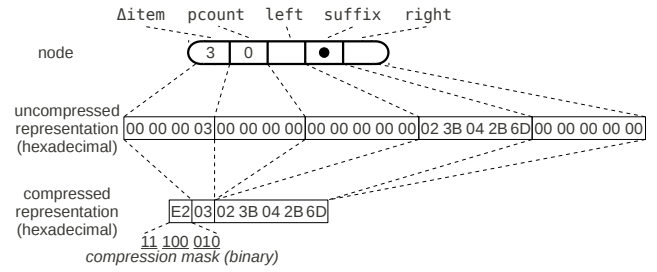 Δitem pcount left suffix right
node 3 0
uncompressed
representation
(hexadecimal)
00 00 00 03 00 00 00 00 00 00 00 00 00 02 3B 04 2B 6D 00 00 00 00 00
compressed
representation
(hexadecimal)
E2 03 02 3B 04 2B 6D
11 100 010
compression mask (binary)